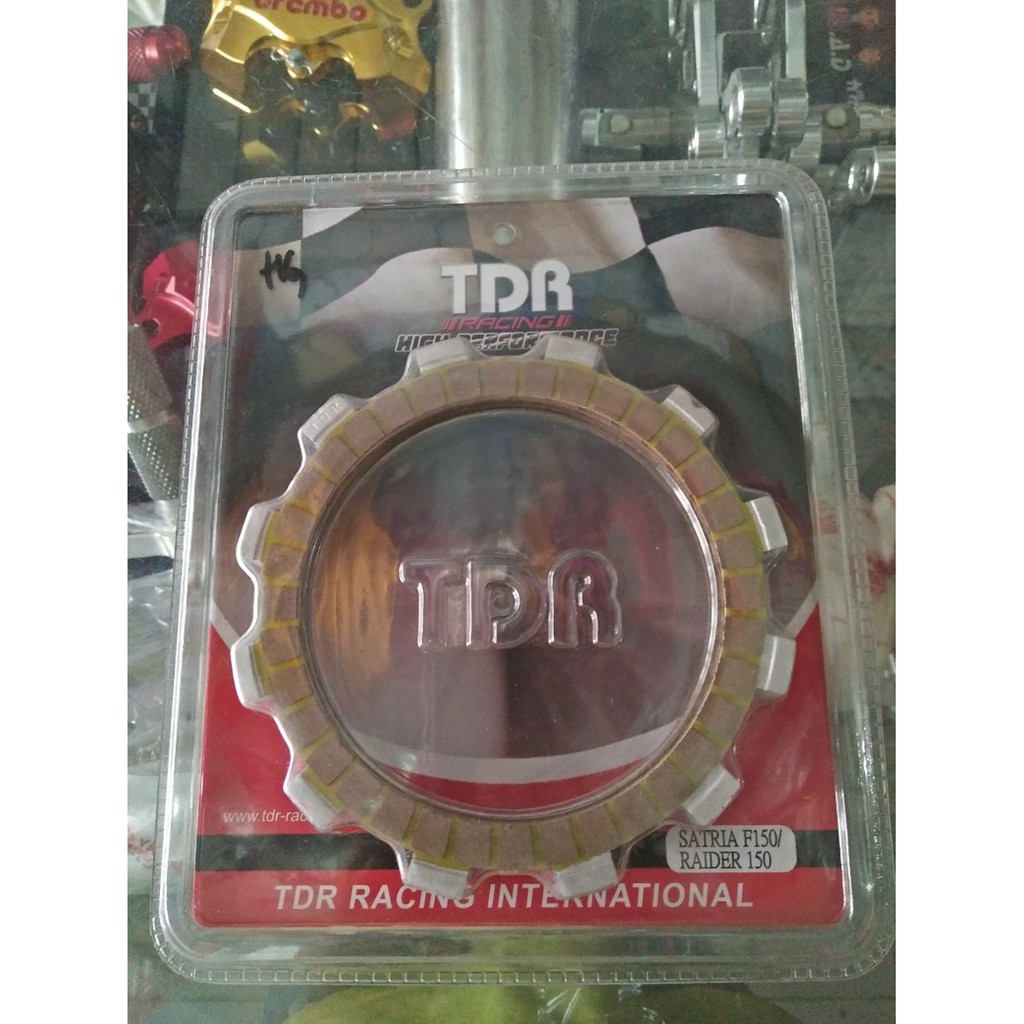 brembo
TDR
RACING
HIGH PERFORMANCE
TDR
www.tdr-rac
SATRIA F150/
RAIDER 150
TDR RACING INTERNATIONAL